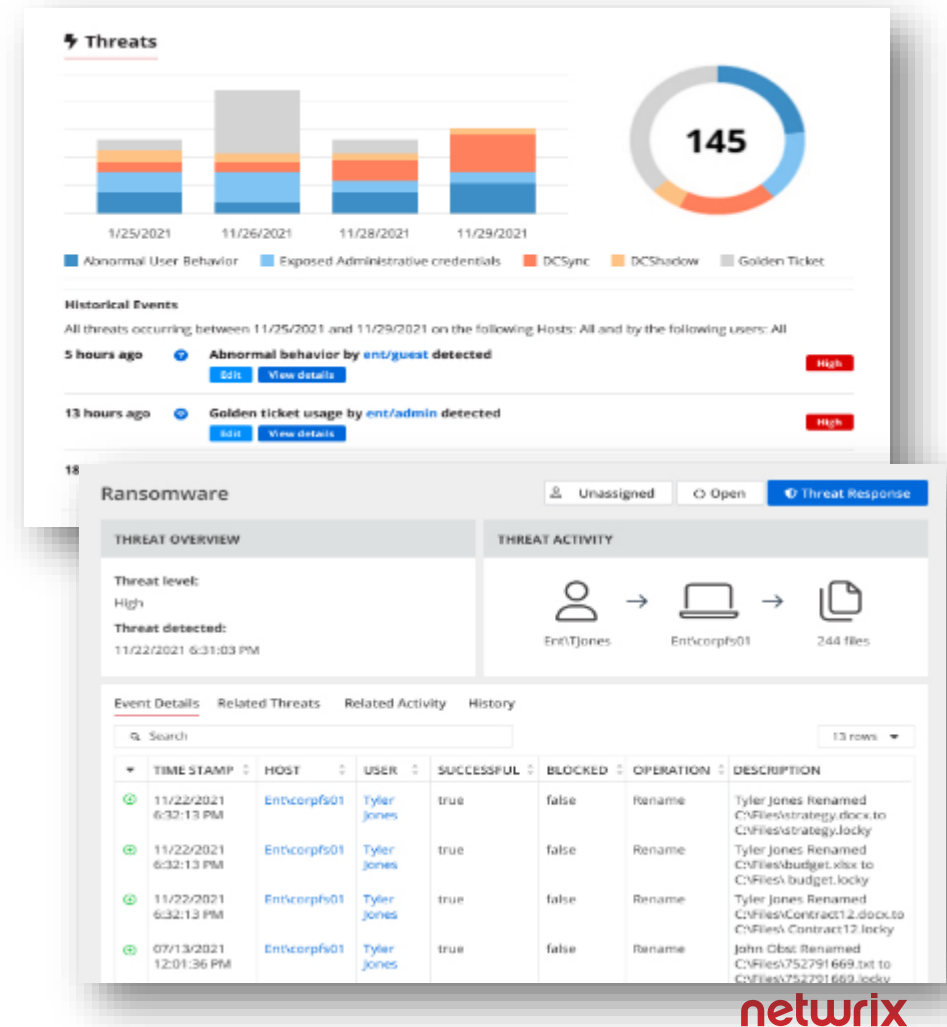 Threats
145
1/25/2021 11/26/2021 11/28/2021 11/29/2021
Abnormal User Behavior Exposed Administrative credentials DCSync DCShadow Golden Ticket
Historical Events
All threats occurring between 11/25/2021 and 11/29/2021 on the following Hosts: All and by the following users: All
5 hours ago Abnormal behavior by ent/guest detected High
Edit View details
13 hours ago Golden ticket usage by ent/admin detected High
Edit View details
18
Ransomware Unassigned Open Threat Response
THREAT OVERVIEW THREAT ACTIVITY
Threat level:
High
Threat detected:
11/22/2021 6:31:03 PM
Ent\TJones Ent\corpfs01 244 files
Event Details Related Threats Related Activity History
Search 13 rows
TIME STAMP HOST USER SUCCESSFUL BLOCKED OPERATION DESCRIPTION
11/22/2021 Ent\corpfs01 Tyler true false Rename Tyler Jones Renamed
6:32:13 PM Jones C:\Files\strategy.docx.to
C:\Files\strategy.locky
11/22/2021 Ent\corpfs01 Tyler true false Rename Tyler Jones Renamed
6:32:13 PM Jones C:\Files\budget.xlsx to
C:\Files\ budget.locky
11/22/2021 Ent\corpfs01 Tyler true false Rename Tyler Jones Renamed
6:32:13 PM Jones C:\Files\Contract12.docx.to
C:\Files\ Contract12.locky
07/13/2021 Ent\corpfs01 Tyler true false Rename John Obst Renamed
12:01:36 PM Jones C:\Files\752791669.txt to
C:\Files\752791669.locky
netwrix